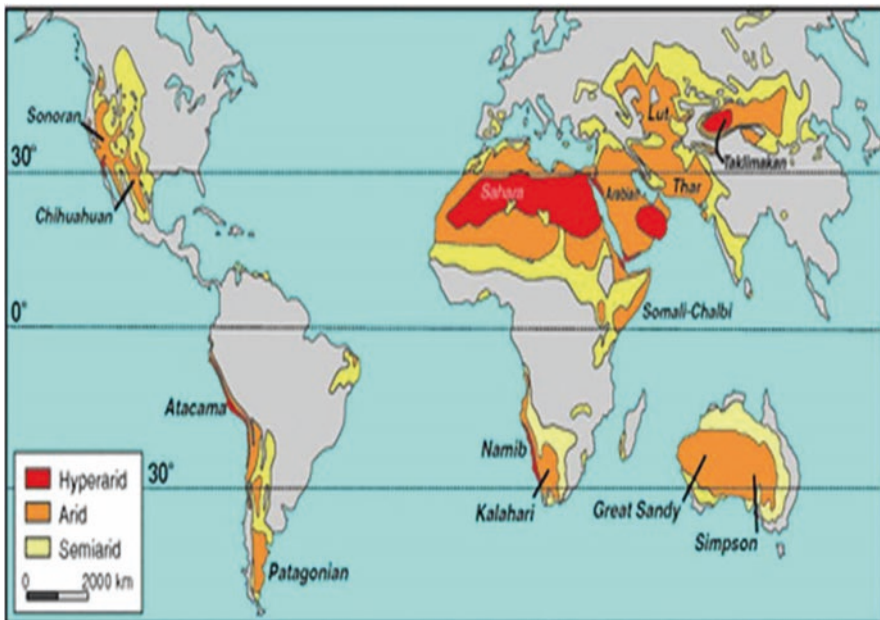 Sonoran
30°
Chihuahuan
0°
Atacama
30°
Patagonian
Sahara
Arabian
Lut
Taklimakan
Thar
Somali-Chalbi
Namib
Kalahari
Great Sandy
Simpson
Hyperarid
Arid
Semiarid
0 2000 km